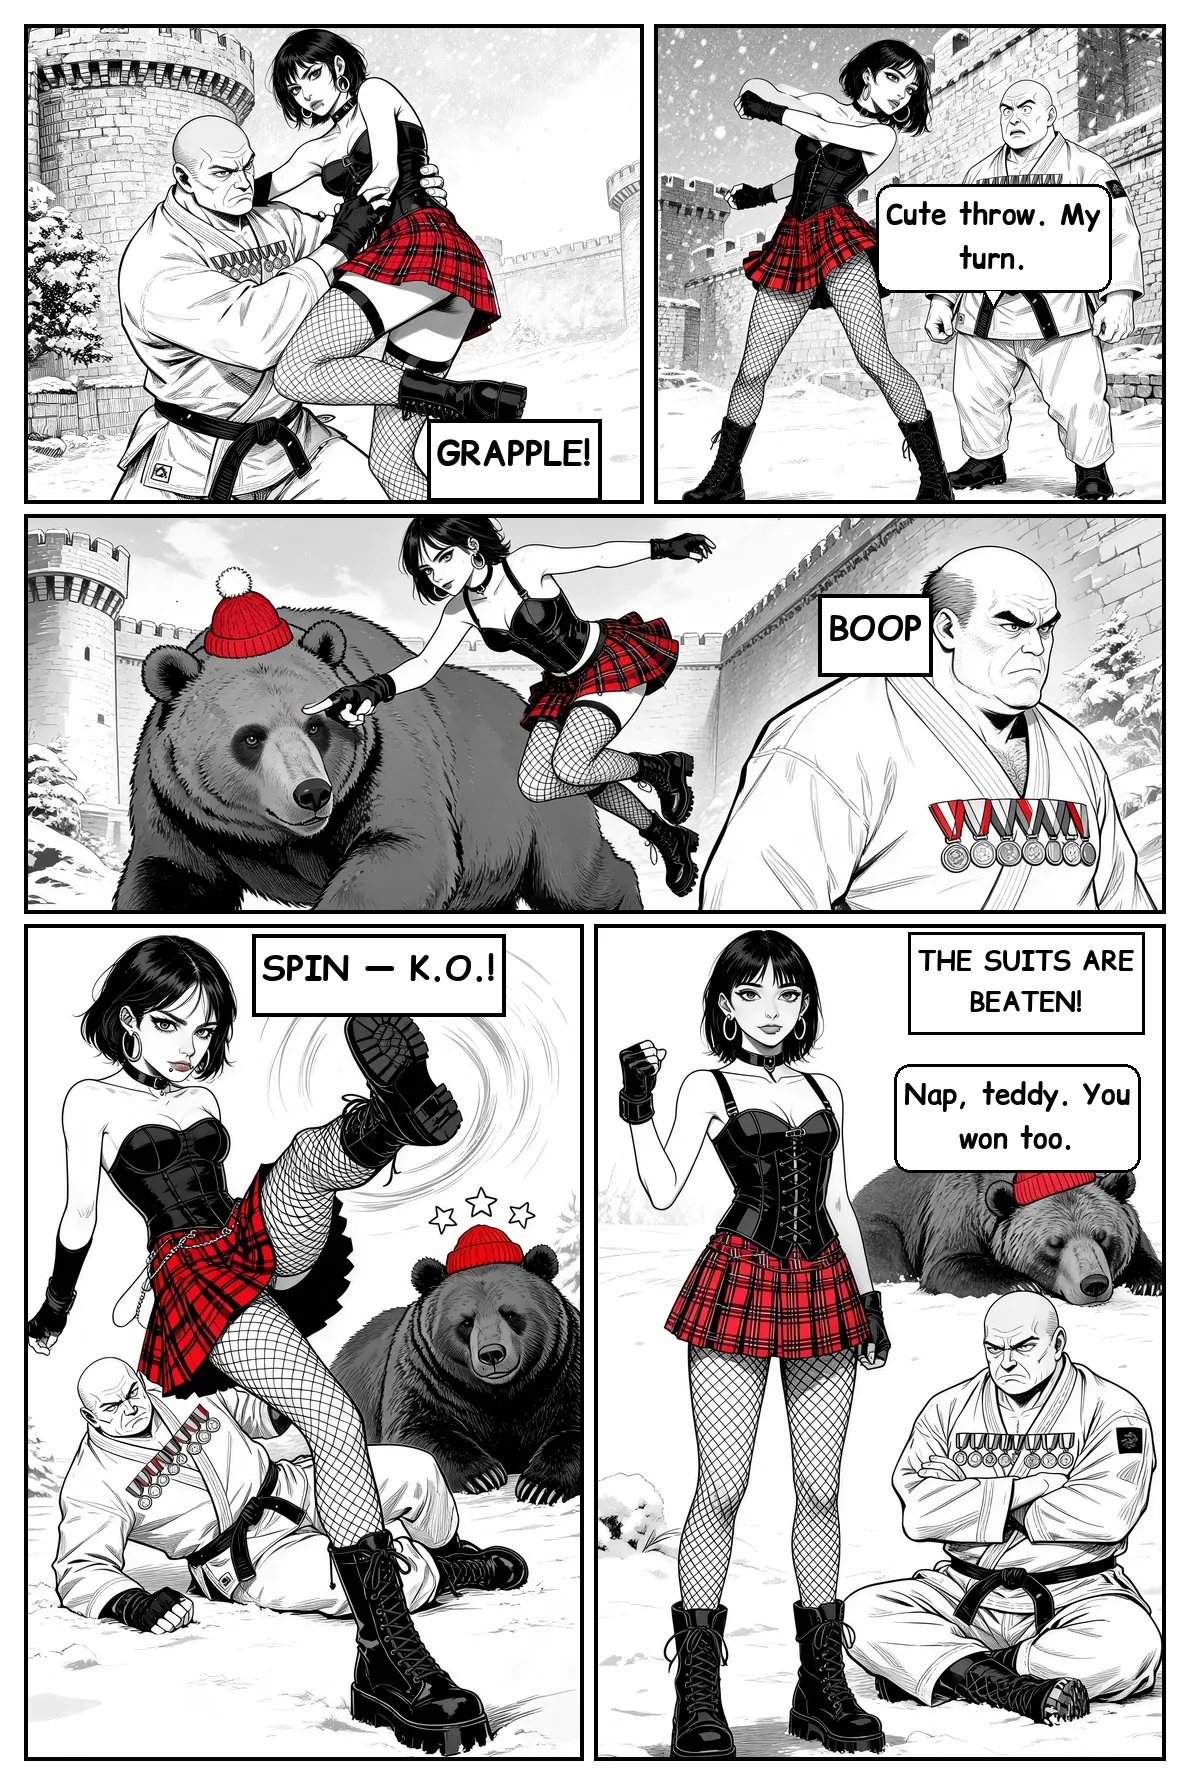 GRAPPLE!
Cute throw. My
turn.
BOOP
SPIN — K.O.!
THE SUITS ARE
BEATEN!
Nap, teddy. You
won too.